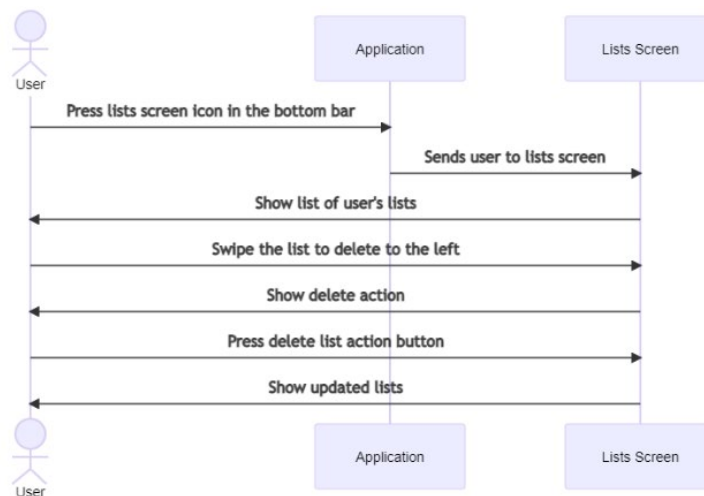 Application
Lists Screen
User
Press lists screen icon in the bottom bar
Sends user to lists screen
Show list of user's lists
Swipe the list to delete to the left
Show delete action
Press delete list action button
Show updated lists
Application
Lists Screen
User